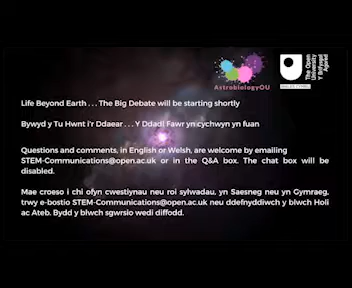 AstrobiologyOU
The Open
University
Y Brifysgol
Agored
Life Beyond Earth . . . The Big Debate will be starting shortly
Bywyd y Tu Hwnt i'r Ddaear . . . Y Ddadl Fawr yn cychwyn yn fuan
Questions and comments, in English or Welsh, are welcome by emailing
STEM-Communications@open.ac.uk or in the Q&A box. The chat box will be
disabled.
Mae croeso i chi ofyn cwestiynau neu roi sylwadau, yn Saesneg neu yn Gymraeg,
trwy e-bostio STEM-Communications@open.ac.uk neu ddefnyddiwch y blwch Holi
ac Ateb. Bydd y blwch sgwrsio wedi diffodd.